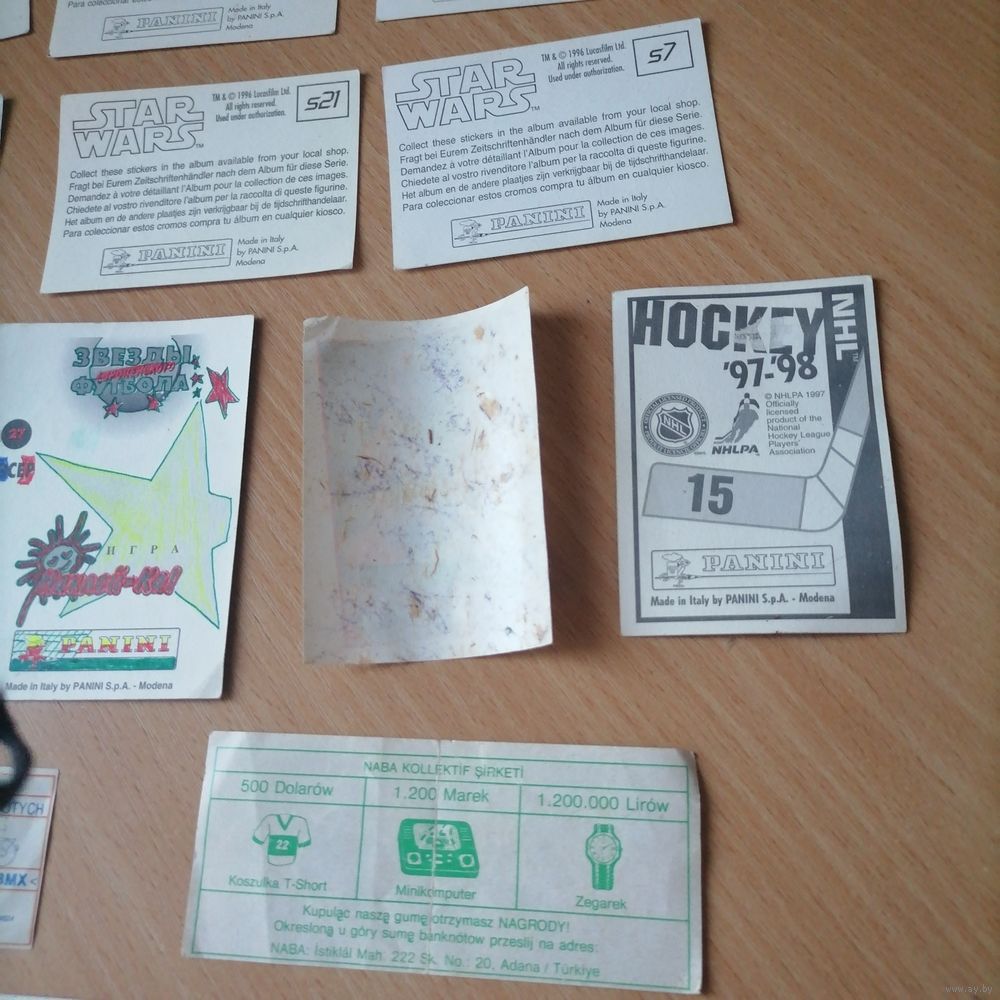 Made in Italy
by PANINI S.p.A.
Modena
PANINI
STAR WARS™
TM & © 1996 Lucasfilm Ltd.
All rights reserved.
Used under authorization.
S21
Collect these stickers in the album available from your local shop.
Fragt bei Eurem Zeitschriftenhändler nach dem Album für diese Serie.
Demandez à votre détaillant l'Album pour la collection de ces images.
Chiedete al vostro rivenditore l'album per la raccolta di queste figurine.
Het album en de andere plaatjes zijn verkrijgbaar bij de tijdschrifthandelaar.
Para coleccionar estos cromos compra tu álbum en cualquier kiosco.
PANINI
Made in Italy
by PANINI S.p.A.
Modena
STAR WARS™
TM & © 1996 Lucasfilm Ltd.
All rights reserved.
Used under authorization.
S7
Collect these stickers in the album available from your local shop.
Fragt bei Eurem Zeitschriftenhändler nach dem Album für diese Serie.
Demandez à votre détaillant l'Album pour la collection de ces images.
Chiedete al vostro rivenditore l'album per la raccolta di queste figurine.
Het album en de andere plaatjes zijn verkrijgbaar bij de tijdschrifthandelaar.
Para coleccionar estos cromos compra tu álbum en cualquier kiosco.
PANINI
Made in Italy
by PANINI S.p.A.
Modena
ЗВЕЗДЫ
ЕВРОПЕЙСКОГО
ФУТБОЛА
27
СЕР
ИГРА
PANINI
Made in Italy by PANINI S.p.A. - Modena
HOCKEY
'97-'98
NHL™
© NHLPA 1997
Officially
licensed
product of the
National
Hockey League
Players'
Association
NHL
NHLPA
15
PANINI
Made in Italy by PANINI S.p.A. - Modena
NABA KOLLEKTİF ŞİRKETİ
500 Dolarów
1.200 Marek
1.200.000 Lirów
22
Koszulka T-Short
Minikomputer
Zegarek
Kupując naszą gumę otrzymasz NAGRODY!
Określoną u góry sumę banknotów prześlij na adres:
NABA: İstiklâl Mah. 222 Sk. No.: 20, Adana / Türkiye
BMX
www.ay.by